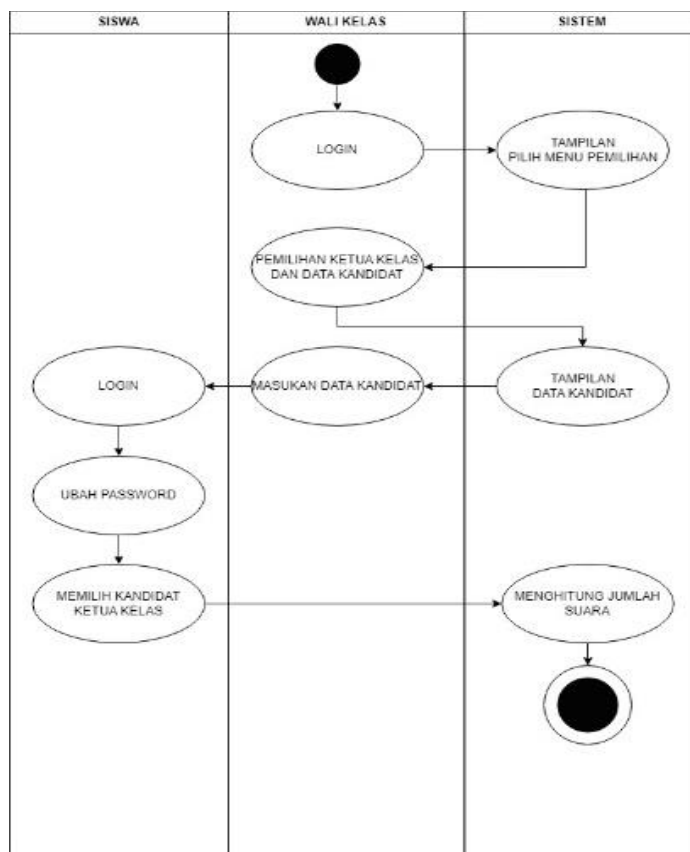 SISWA
WALI KELAS
SISTEM
LOGIN
TAMPILAN
PILIH MENU PEMILIHAN
PEMILIHAN KETUA KELAS
DAN DATA KANDIDAT
LOGIN
MASUKAN DATA KANDIDAT
TAMPILAN
DATA KANDIDAT
UBAH PASSWORD
MEMILIH KANDIDAT
KETUA KELAS
MENGHITUNG JUMLAH
SUARA